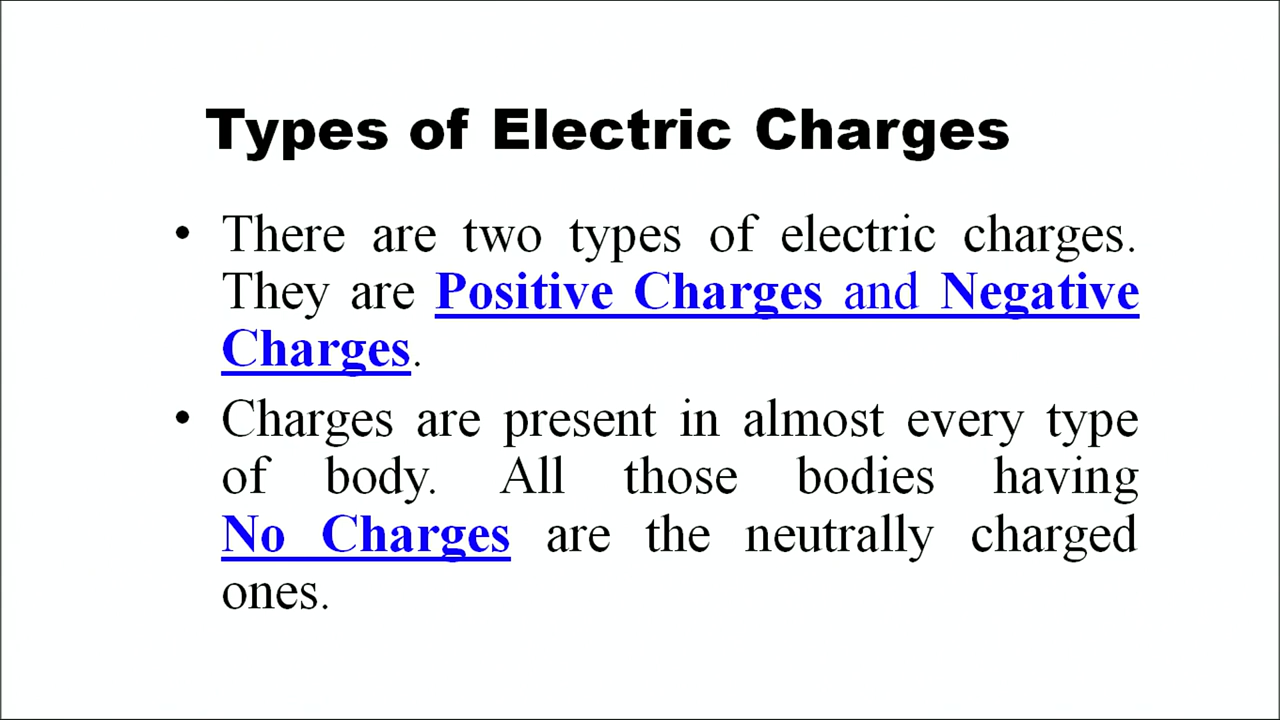 Types of Electric Charges
• There are two types of electric charges.
They are Positive Charges and Negative
Charges.
• Charges are present in almost every type
of body. All those bodies having
No Charges are the neutrally charged
ones.